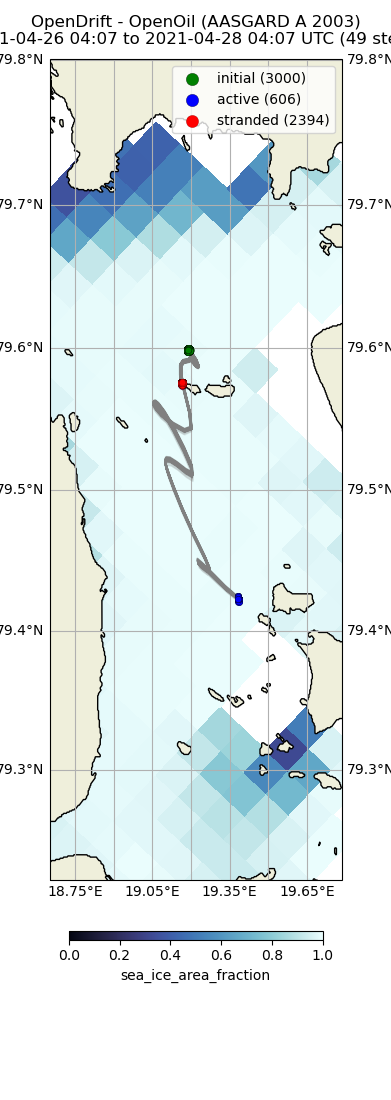 OpenDrift - OpenOil (AASGARD A 2003)
1-04-26 04:07 to 2021-04-28 04:07 UTC (49 ste
79.8°N 79.8°N
initial (3000)
active (606)
stranded (2394)
79.7°N 79.7°N
79.6°N 79.6°N
79.5°N 79.5°N
79.4°N 79.4°N
79.3°N 79.3°N
18.75°E 19.05°E 19.35°E 19.65°E
0.0 0.2 0.4 0.6 0.8 1.0
sea_ice_area_fraction